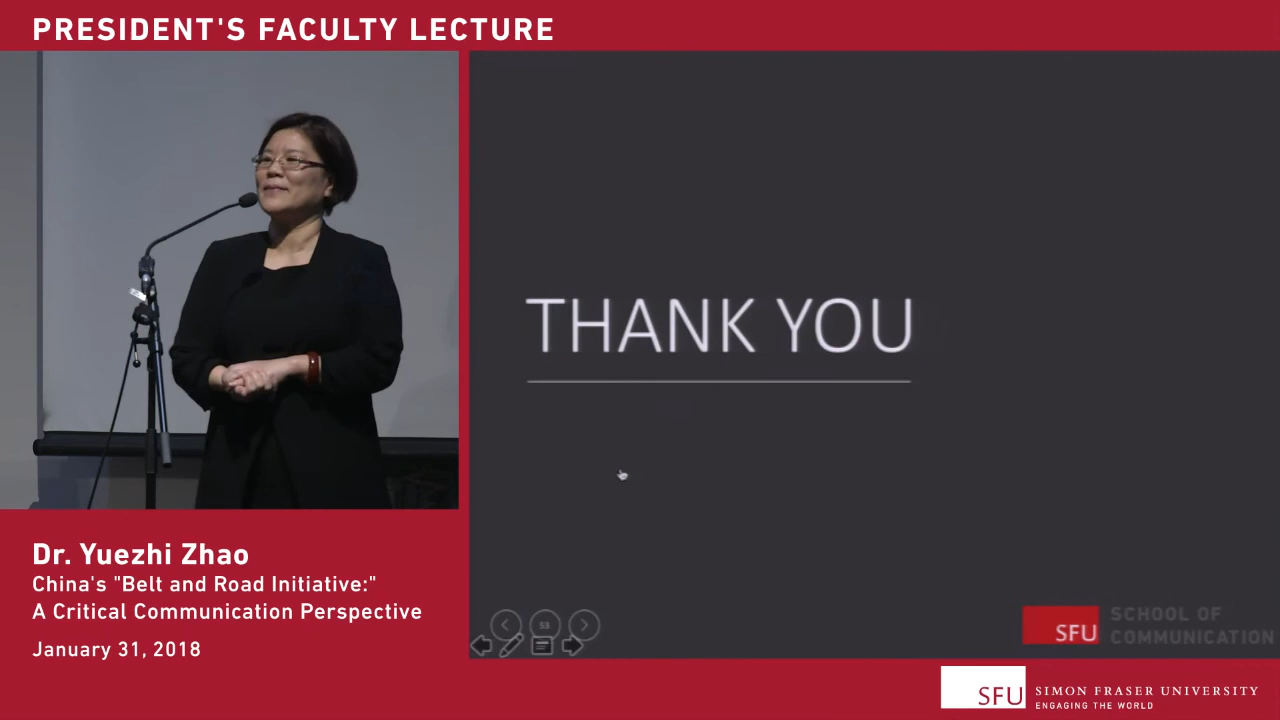 PRESIDENT'S FACULTY LECTURE
THANK YOU
Dr. Yuezhi Zhao
China's "Belt and Road Initiative:"
A Critical Communication Perspective
January 31, 2018
53
SFU
SCHOOL OF
COMMUNICATION
SFU
SIMON FRASER UNIVERSITY
ENGAGING THE WORLD